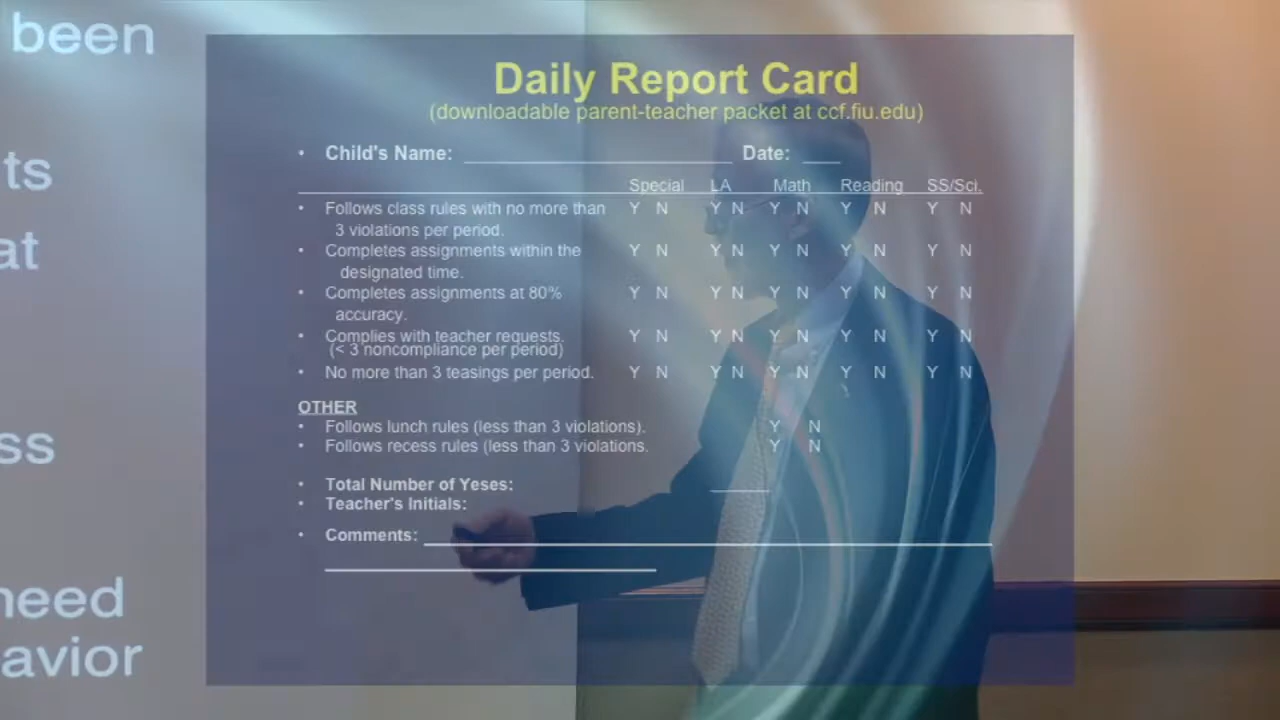 been
ts
at
ss
need
avior
Daily Report Card
(downloadable parent-teacher packet at ccf.fiu.edu)
• Child's Name: ____ Date: ____
Special LA Math Reading SS/Sci.
• Follows class rules with no more than Y N Y N Y N Y N Y N
3 violations per period.
• Completes assignments within the Y N Y N Y N Y N Y N
designated time.
• Completes assignments at 80% Y N Y N Y N Y N Y N
accuracy.
• Complies with teacher requests. Y N Y N Y N Y N Y N
(< 3 noncompliance per period)
• No more than 3 teasings per period. Y N Y N Y N Y N Y N
OTHER
• Follows lunch rules (less than 3 violations). Y N
• Follows recess rules (less than 3 violations. Y N
• Total Number of Yeses: ____
• Teacher's Initials:
• Comments: ____